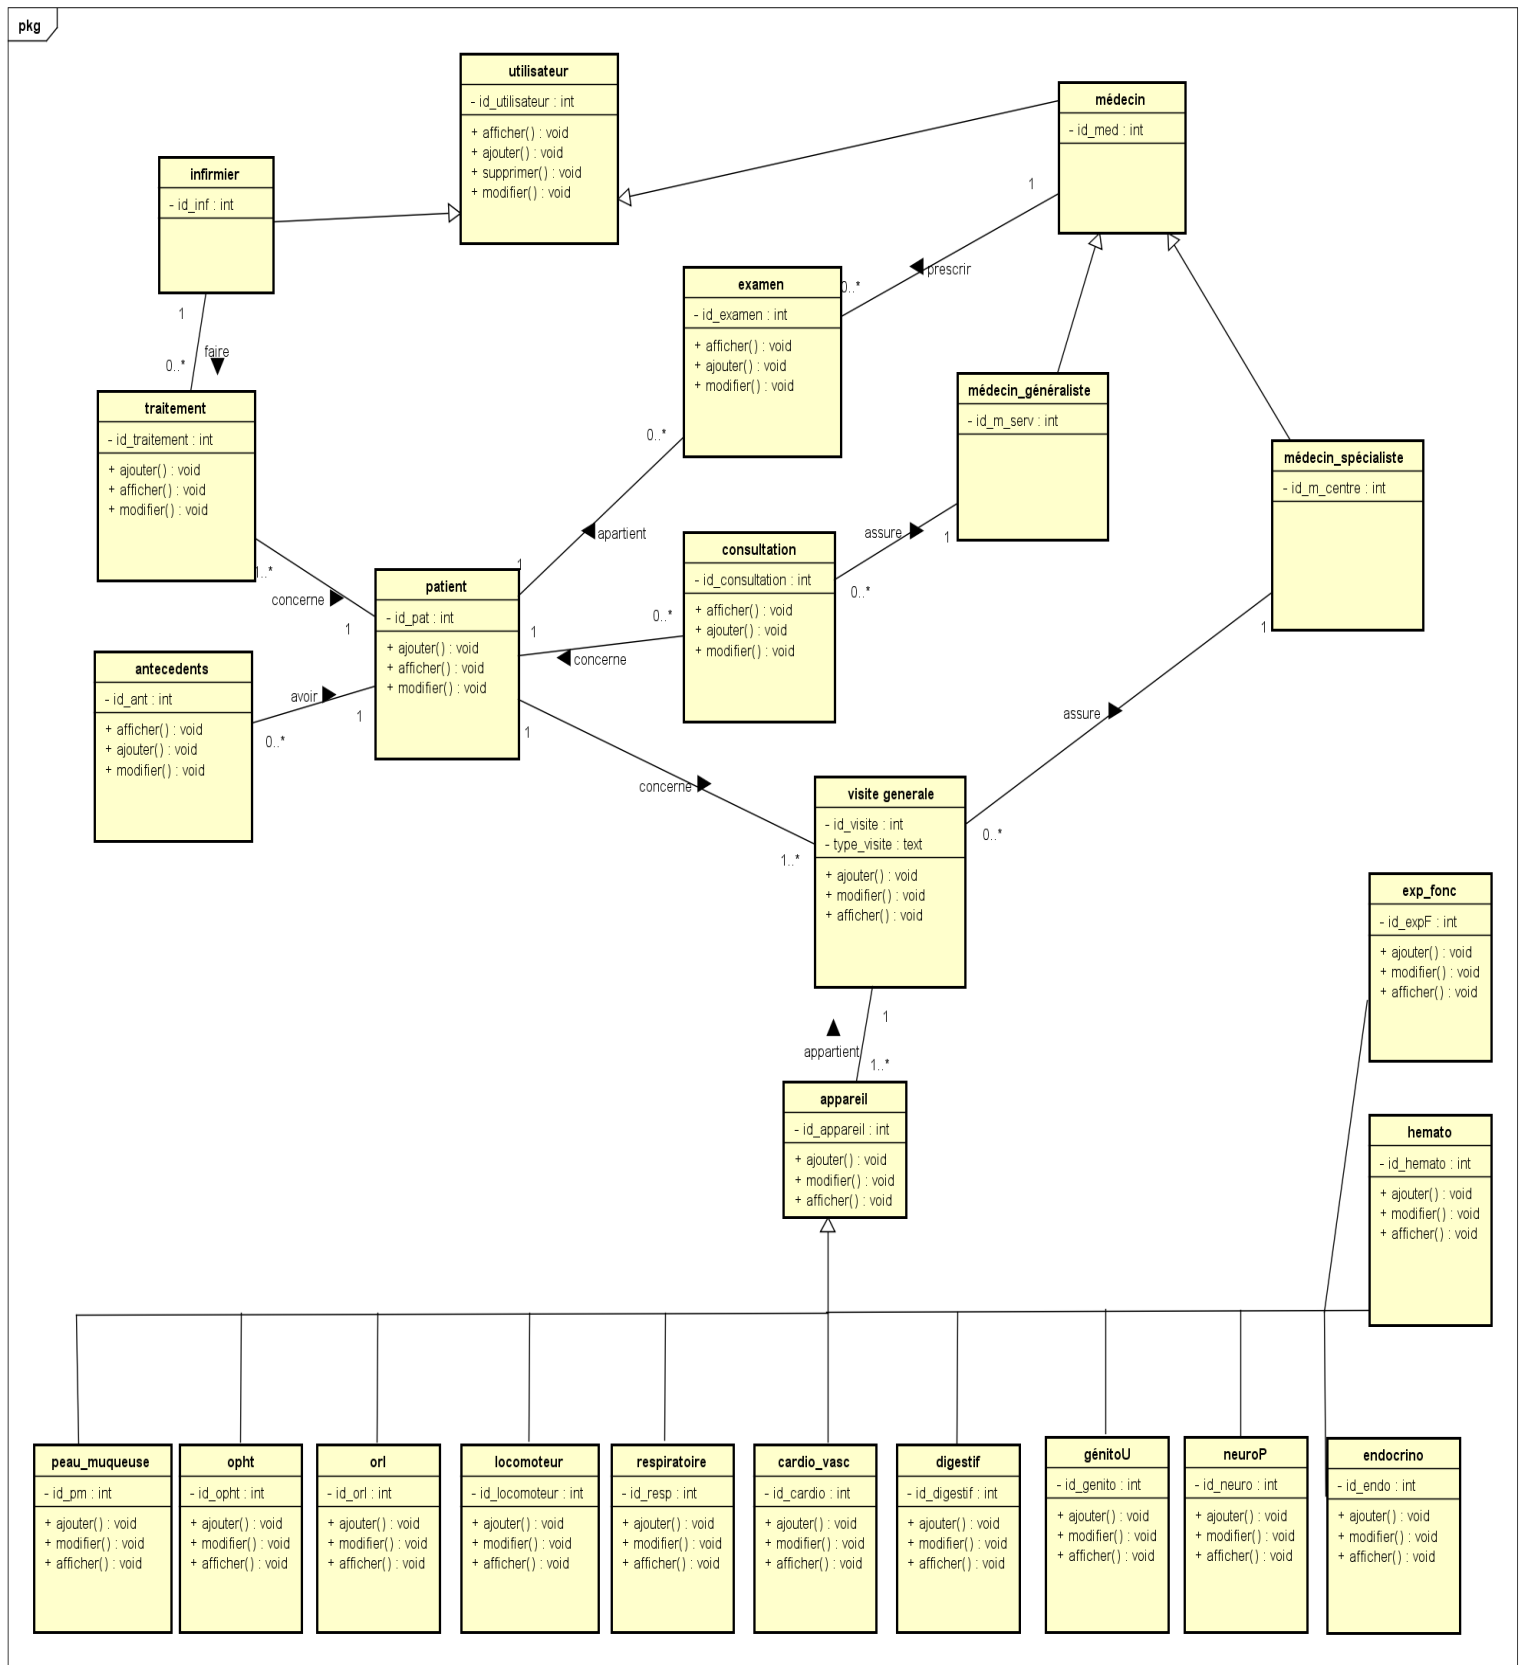 pkg
utilisateur
- id_utilisateur : int
+ afficher() : void
+ ajouter() : void
+ supprimer() : void
+ modifier() : void
médecin
- id_med : int
infirmier
- id_inf : int
1
prescrir
0..*
examen
- id_examen : int
+ afficher() : void
+ ajouter() : void
+ modifier() : void
1
faire
0..*
traitement
- id_traitement : int
+ ajouter() : void
+ afficher() : void
+ modifier() : void
médecin_généraliste
- id_m_serv : int
médecin_spécialiste
- id_m_centre : int
0..*
apartient
1
assure
1
0..*
consultation
- id_consultation : int
+ afficher() : void
+ ajouter() : void
+ modifier() : void
1..*
concerne
1
patient
- id_pat : int
+ ajouter() : void
+ afficher() : void
+ modifier() : void
0..*
1
concerne
1
antecedents
- id_ant : int
+ afficher() : void
+ ajouter() : void
+ modifier() : void
avoir
1
0..*
1
assure
concerne
1..*
0..*
visite generale
- id_visite : int
- type_visite : text
+ ajouter() : void
+ modifier() : void
+ afficher() : void
exp_fonc
- id_expF : int
+ ajouter() : void
+ modifier() : void
+ afficher() : void
1
appartient
1..*
appareil
- id_appareil : int
+ ajouter() : void
+ modifier() : void
+ afficher() : void
hemato
- id_hemato : int
+ ajouter() : void
+ modifier() : void
+ afficher() : void
peau_muqueuse
- id_pm : int
+ ajouter() : void
+ modifier() : void
+ afficher() : void
opht
- id_opht : int
+ ajouter() : void
+ modifier() : void
+ afficher() : void
orl
- id_orl : int
+ ajouter() : void
+ modifier() : void
+ afficher() : void
locomoteur
- id_locomoteur : int
+ ajouter() : void
+ modifier() : void
+ afficher() : void
respiratoire
- id_resp : int
+ ajouter() : void
+ modifier() : void
+ afficher() : void
cardio_vasc
- id_cardio : int
+ ajouter() : void
+ modifier() : void
+ afficher() : void
digestif
- id_digestif : int
+ ajouter() : void
+ modifier() : void
+ afficher() : void
génitoU
- id_genito : int
+ ajouter() : void
+ modifier() : void
+ afficher() : void
neuroP
- id_neuro : int
+ ajouter() : void
+ modifier() : void
+ afficher() : void
endocrino
- id_endo : int
+ ajouter() : void
+ modifier() : void
+ afficher() : void